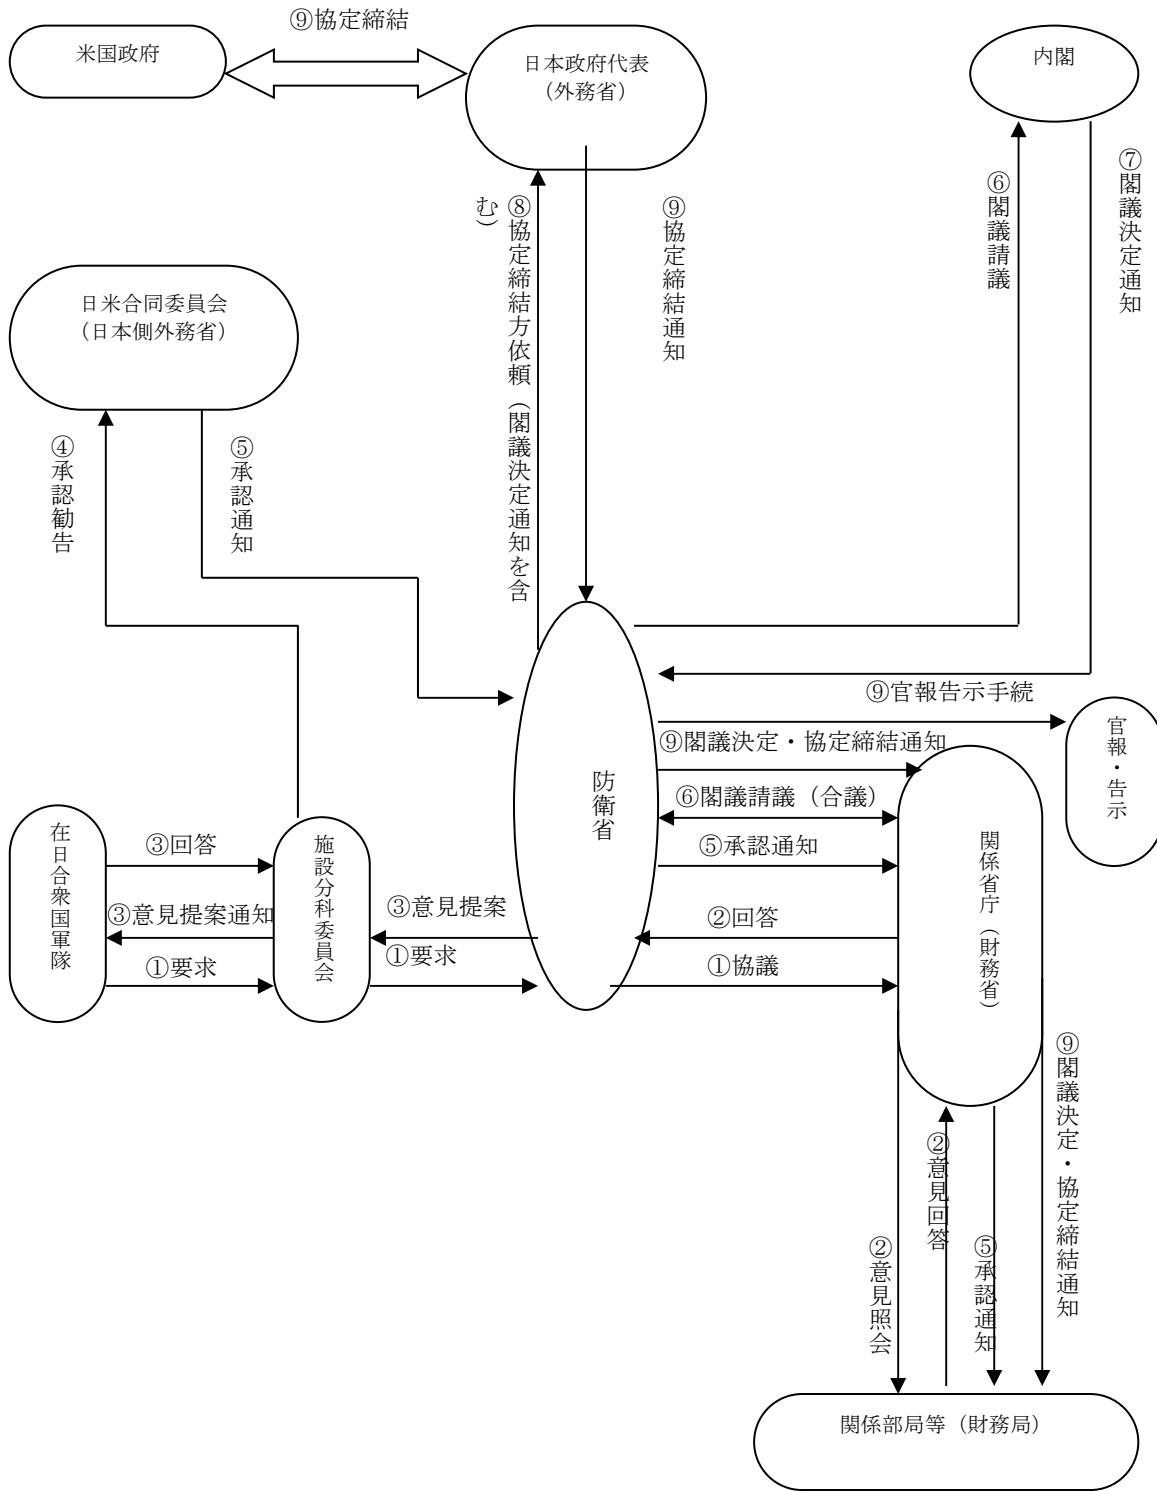 ⑨協定締結
米国政府
日本政府代表
（外務省）
内閣
⑧協定締結方依頼（閣議決定通知を含
む）
⑨協定締結通知
⑥閣議請議
⑦閣議決定通知
日米合同委員会
（日本側外務省）
④承認勧告
⑤承認通知
⑨官報告示手続
官報・告示
⑨閣議決定・協定締結通知
防衛省
⑥閣議請議（合議）
⑤承認通知
関係省庁（財務省）
在日合衆国軍隊
③回答
施設分科委員会
③意見提案通知
③意見提案
②回答
①要求
①要求
①協議
⑨閣議決定・協定締結通知
②意見回答
②意見照会
⑤承認通知
関係部局等（財務局）